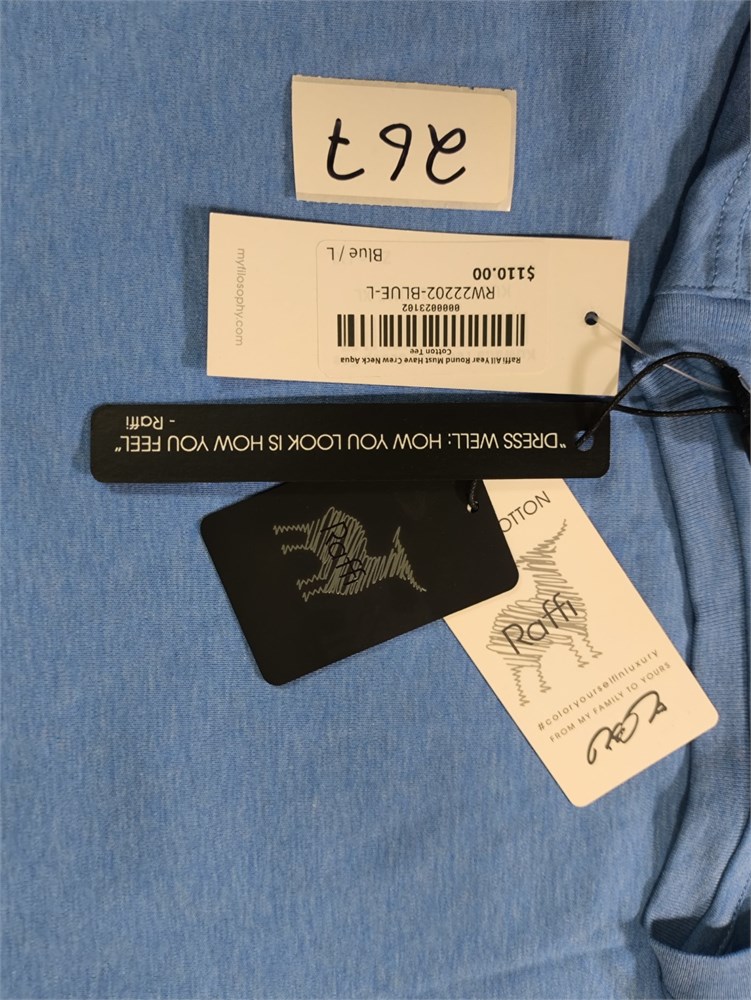 267
Raffi All Year Round Must Have Crew Neck Aqua
Cotton Tee
0000023102
RW22202-BLUE-L
$110.00
Blue / L
myfilosophy.com
"DRESS WELL: HOW YOU LOOK IS HOW YOU FEEL"
- Raffi
Raffi
OTTON
Raffi
#coloryourselfinluxury
FROM MY FAMILY TO YOURS